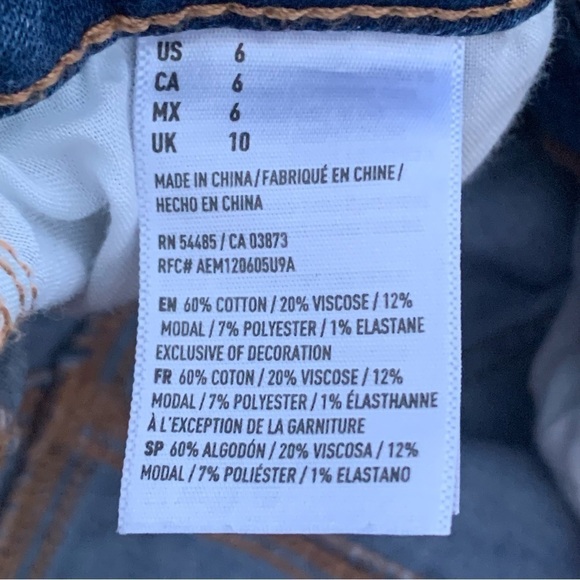 US 6
CA 6
MX 6
UK 10
MADE IN CHINA/FABRIQUÉ EN CHINE/
HECHO EN CHINA
RN 54485 / CA 03873
RFC# AEM120605U9A
EN 60% COTTON / 20% VISCOSE / 12%
MODAL / 7% POLYESTER / 1% ELASTANE
EXCLUSIVE OF DECORATION
FR 60% COTON / 20% VISCOSE / 12%
MODAL / 7% POLYESTER / 1% ÉLASTHANNE
À L'EXCEPTION DE LA GARNITURE
SP 60% ALGODÓN / 20% VISCOSA / 12%
MODAL / 7% POLIÉSTER / 1% ELASTANO